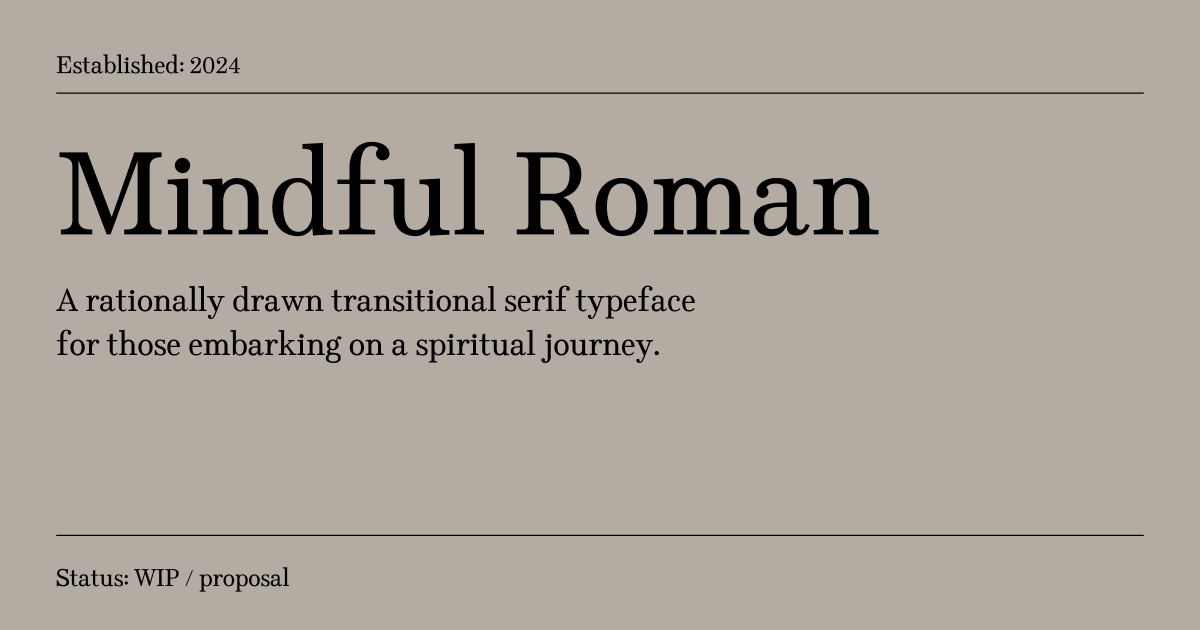 Established: 2024
Mindful Roman
A rationally drawn transitional serif typeface
for those embarking on a spiritual journey.
Status: WIP / proposal